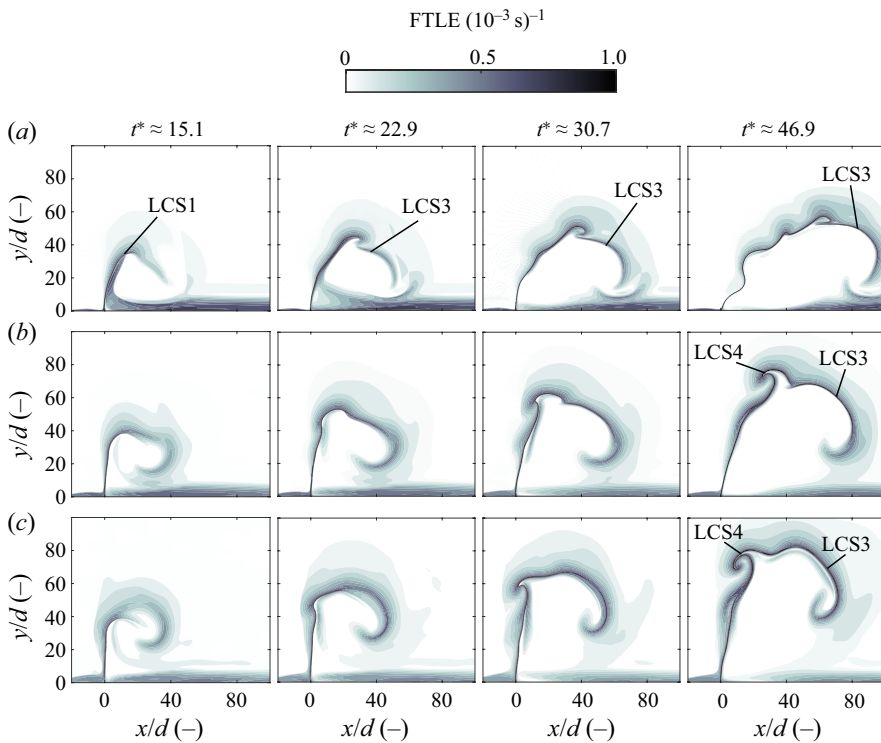 FTLE (10⁻³ s)⁻¹
0 0.5 1.0
(a) t* ≈ 15.1 t* ≈ 22.9 t* ≈ 30.7 t* ≈ 46.9
y/d (–) 80 60 40 20 0
LCS1 LCS3 LCS3 LCS3
(b)
y/d (–) 80 60 40 20 0
LCS4 LCS3
(c)
y/d (–) 80 60 40 20 0
LCS4 LCS3
0 40 80 0 40 80 0 40 80 0 40 80
x/d (–) x/d (–) x/d (–) x/d (–)